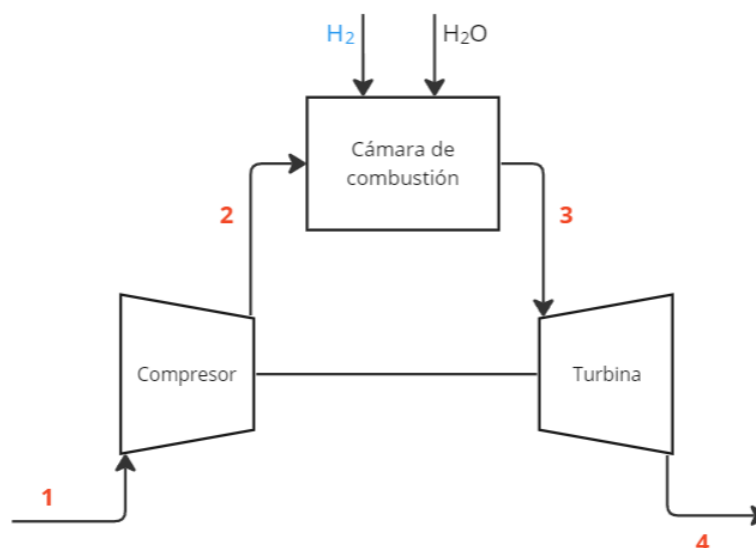 H₂
H₂O
Cámara de
combustión
2
3
Compresor
Turbina
1
4